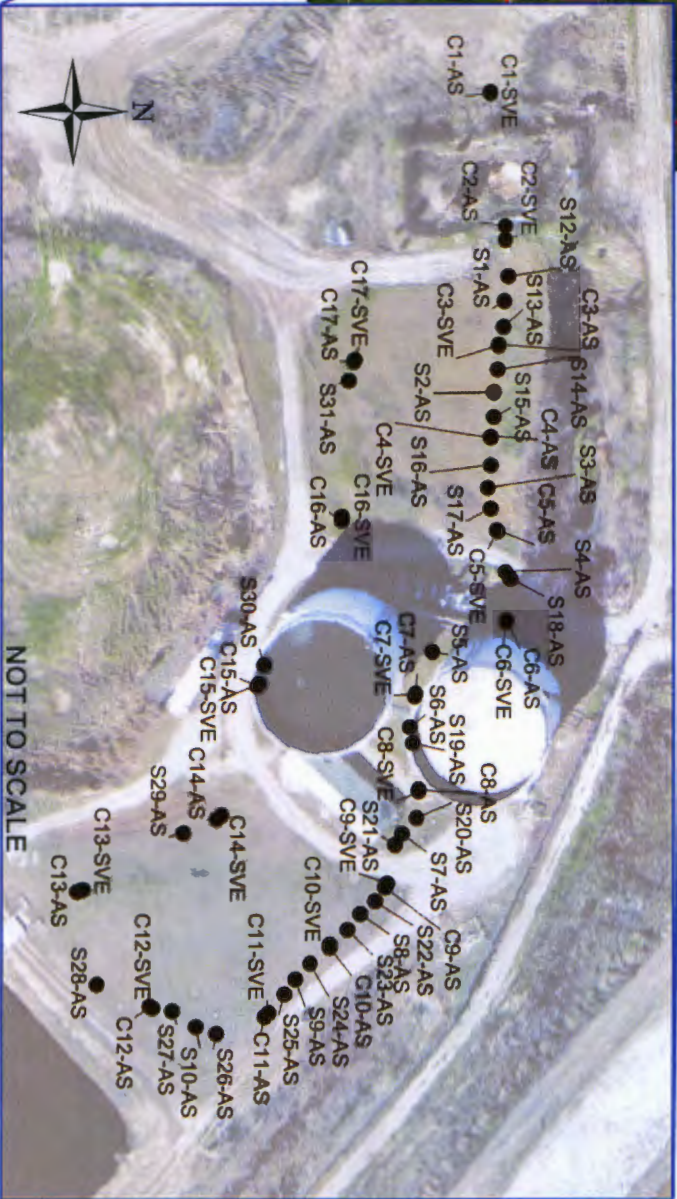 C1-SVE
C1-AS
N
C2-SVE
C2-AS
S12-AS
S1-AS
S13-AS
C3-AS
C3-SVE
S14-AS
S2-AS
S15-AS
C4-AS
C4-SVE
S16-AS
S3-AS
S17-AS
C5-AS
C5-SVE
S4-AS
S18-AS
C6-AS
C6-SVE
C17-SVE
C17-AS
S31-AS
C16-SVE
C16-AS
S5-AS
C7-AS
C7-SVE
S6-AS
S19-AS
C8-AS
C8-SVE
S20-AS
S7-AS
S21-AS
C9-SVE
C9-AS
S22-AS
S8-AS
S23-AS
C10-SVE
C10-AS
S24-AS
S9-AS
S25-AS
C11-SVE
C11-AS
S30-AS
C15-AS
C15-SVE
C14-AS
C14-SVE
S29-AS
C13-SVE
C13-AS
S28-AS
C12-SVE
C12-AS
S27-AS
S10-AS
S26-AS
NOT TO SCALE